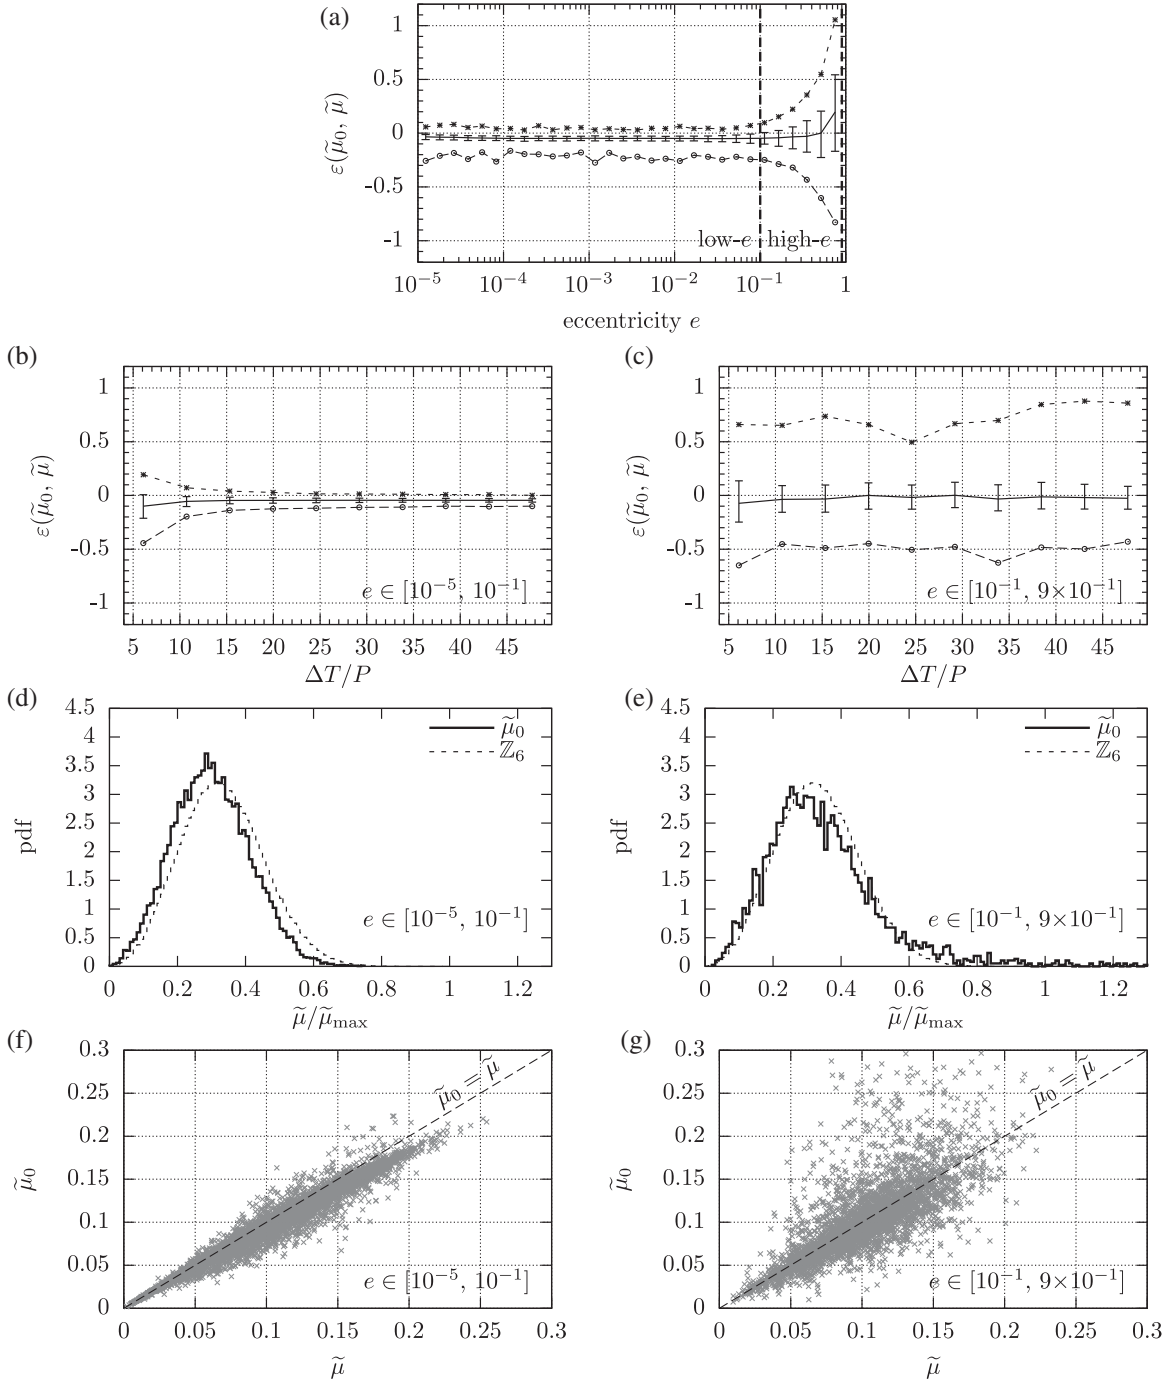 (a)
1
0.5
0
-0.5
-1
ε(μ̃₀, μ̃)
low-e
high-e
10⁻⁵ 10⁻⁴ 10⁻³ 10⁻² 10⁻¹ 1
eccentricity e
(b)
1
0.5
0
-0.5
-1
ε(μ̃₀, μ̃)
e ∈ [10⁻⁵, 10⁻¹]
5 10 15 20 25 30 35 40 45
ΔT/P
(c)
1
0.5
0
-0.5
-1
ε(μ̃₀, μ̃)
e ∈ [10⁻¹, 9×10⁻¹]
5 10 15 20 25 30 35 40 45
ΔT/P
(d)
4.5
4
3.5
3
2.5
2
1.5
1
0.5
0
pdf
μ̃₀
ℤ₆
e ∈ [10⁻⁵, 10⁻¹]
0 0.2 0.4 0.6 0.8 1 1.2
μ̃/μ̃max
(e)
4.5
4
3.5
3
2.5
2
1.5
1
0.5
0
pdf
μ̃₀
ℤ₆
e ∈ [10⁻¹, 9×10⁻¹]
0 0.2 0.4 0.6 0.8 1 1.2
μ̃/μ̃max
(f)
0.3
0.25
0.2
0.15
0.1
0.05
0
μ̃₀
μ̃₀ = μ̃
e ∈ [10⁻⁵, 10⁻¹]
0 0.05 0.1 0.15 0.2 0.25 0.3
μ̃
(g)
0.3
0.25
0.2
0.15
0.1
0.05
0
μ̃₀
μ̃₀ = μ̃
e ∈ [10⁻¹, 9×10⁻¹]
0 0.05 0.1 0.15 0.2 0.25 0.3
μ̃